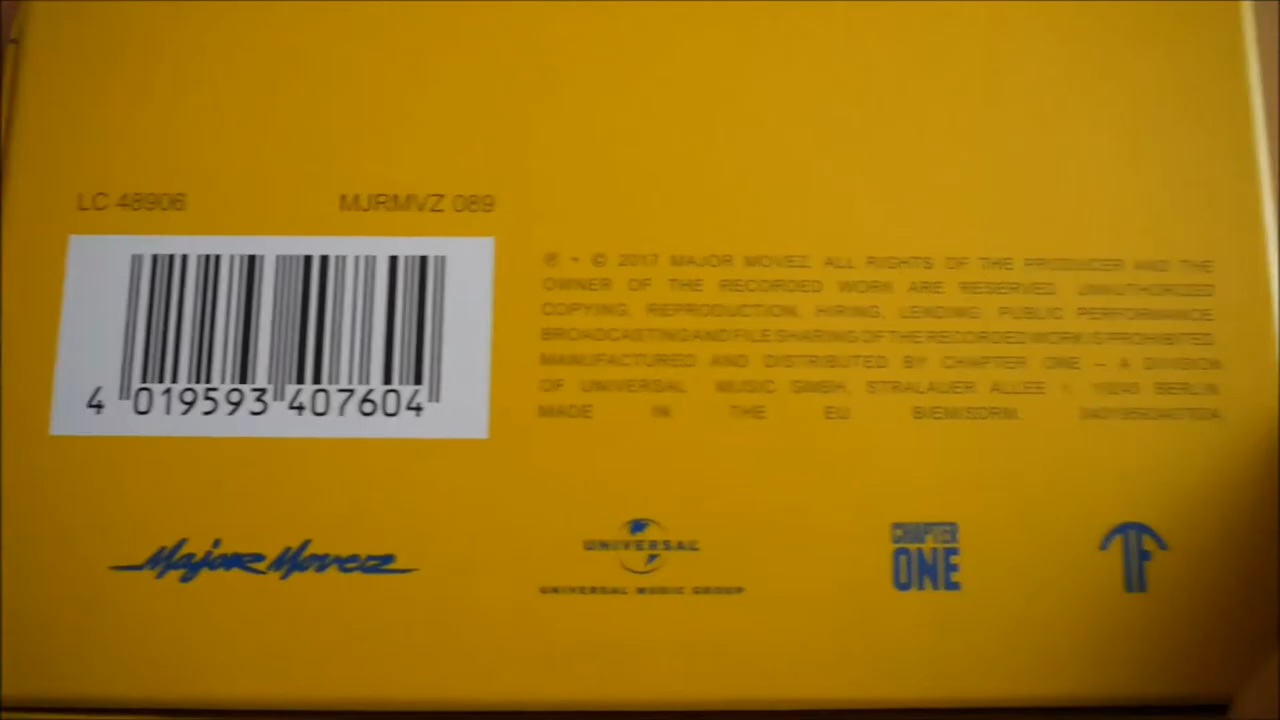 LC 48906 MJRMVZ 089
4 019593 407604
℗ • © 2017 MAJOR MOVEZ. ALL RIGHTS OF THE PRODUCER AND THE
OWNER OF THE RECORDED WORK ARE RESERVED. UNAUTHORIZED
COPYING, REPRODUCTION, HIRING, LENDING, PUBLIC PERFORMANCE
BROADCASTING AND FILE SHARING OF THE RECORDED WORK IS PROHIBITED.
MANUFACTURED AND DISTRIBUTED BY CHAPTER ONE – A DIVISION
OF UNIVERSAL MUSIC GMBH, STRALAUER ALLEE 1, 10245 BERLIN
MADE IN THE EU
Major Movez
UNIVERSAL
UNIVERSAL MUSIC GROUP
CHAPTER
ONE